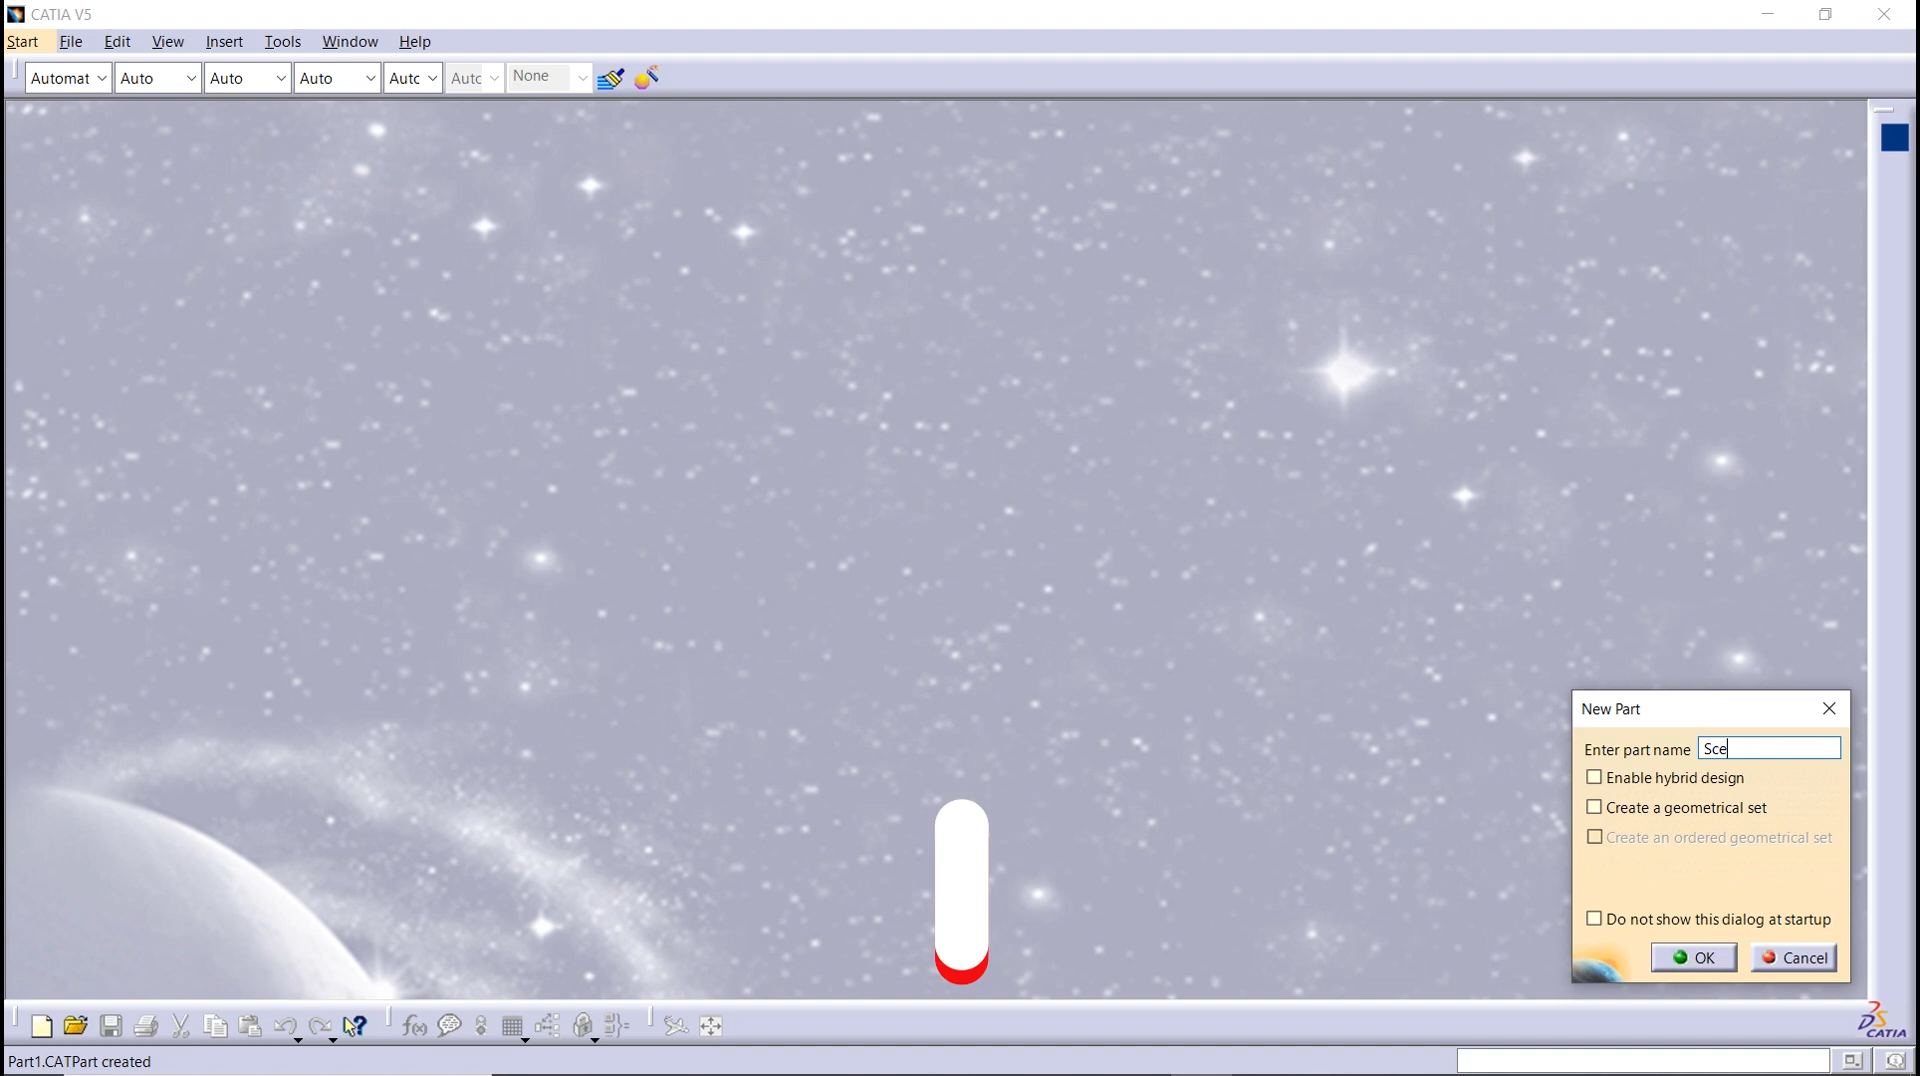 CATIA V5
Start File Edit View Insert Tools Window Help
Automat Auto Auto Auto Autc Autc None
New Part
Enter part name Sce
Enable hybrid design
Create a geometrical set
Create an ordered geometrical set
Do not show this dialog at startup
OK Cancel
f(x)
DS CATIA
Part1.CATPart created